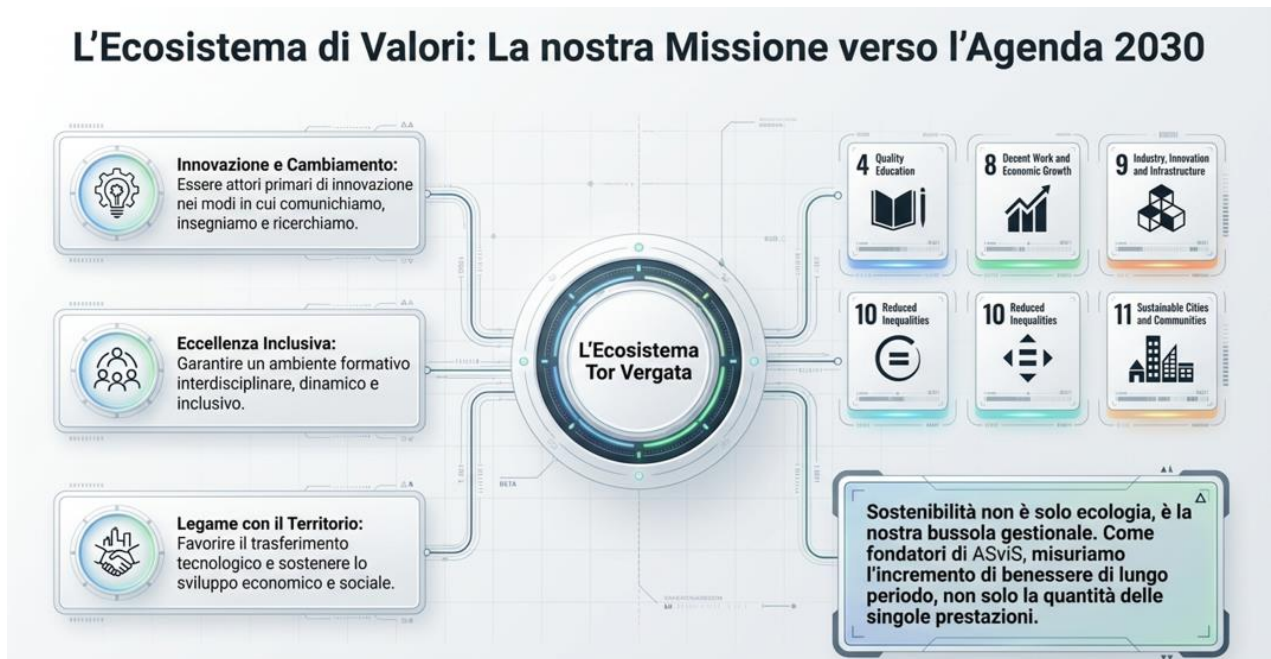 L'Ecosistema di Valori: La nostra Missione verso l'Agenda 2030
Innovazione e Cambiamento:
Essere attori primari di innovazione
nei modi in cui comunichiamo,
insegniamo e ricerchiamo.
Eccellenza Inclusiva:
Garantire un ambiente formativo
interdisciplinare, dinamico e
inclusivo.
Legame con il Territorio:
Favorire il trasferimento
tecnologico e sostenere lo
sviluppo economico e sociale.
L'Ecosistema
Tor Vergata
BETA
4 Quality
Education
8 Decent Work and
Economic Growth
9 Industry, Innovation
and Infrastructure
10 Reduced
Inequalities
10 Reduced
Inequalities
11 Sustainable Cities
and Communities
Sostenibilità non è solo ecologia, è la
nostra bussola gestionale. Come
fondatori di ASviS, misuriamo
l'incremento di benessere di lungo
periodo, non solo la quantità delle
singole prestazioni.